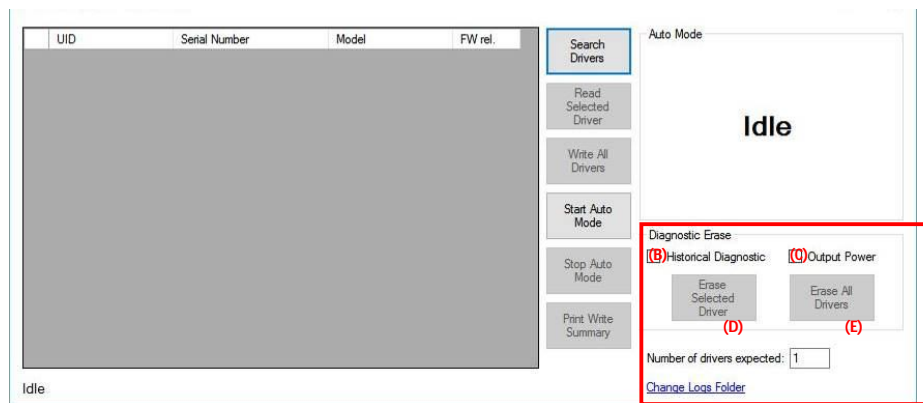 UID Serial Number Model FW rel.
Search
Drivers
Read
Selected
Driver
Write All
Drivers
Start Auto
Mode
Stop Auto
Mode
Print Write
Summary
Auto Mode
Idle
Diagnostic Erase
(B) Historical Diagnostic (C) Output Power
Erase
Selected
Driver
(D)
Erase All
Drivers
(E)
Number of drivers expected: 1
Change Logs Folder
Idle